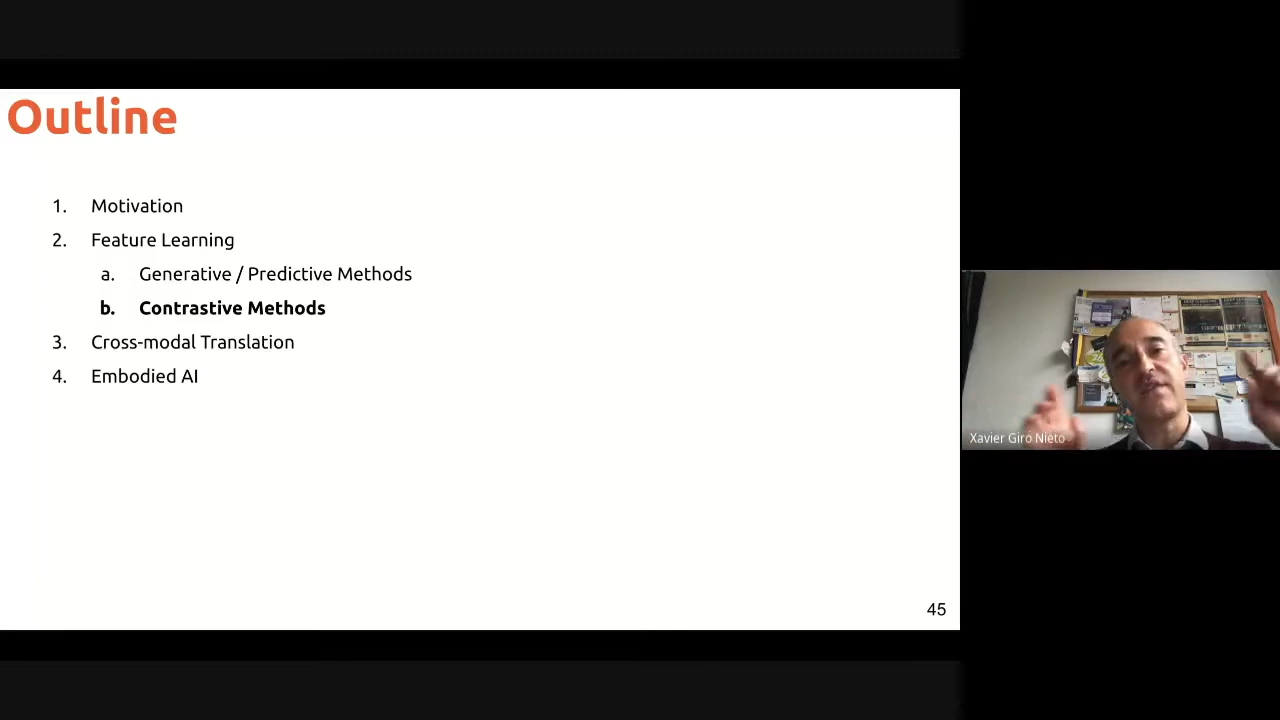 Outline
1. Motivation
2. Feature Learning
a. Generative / Predictive Methods
b. Contrastive Methods
3. Cross-modal Translation
4. Embodied AI
45
Xavier Giró Nieto